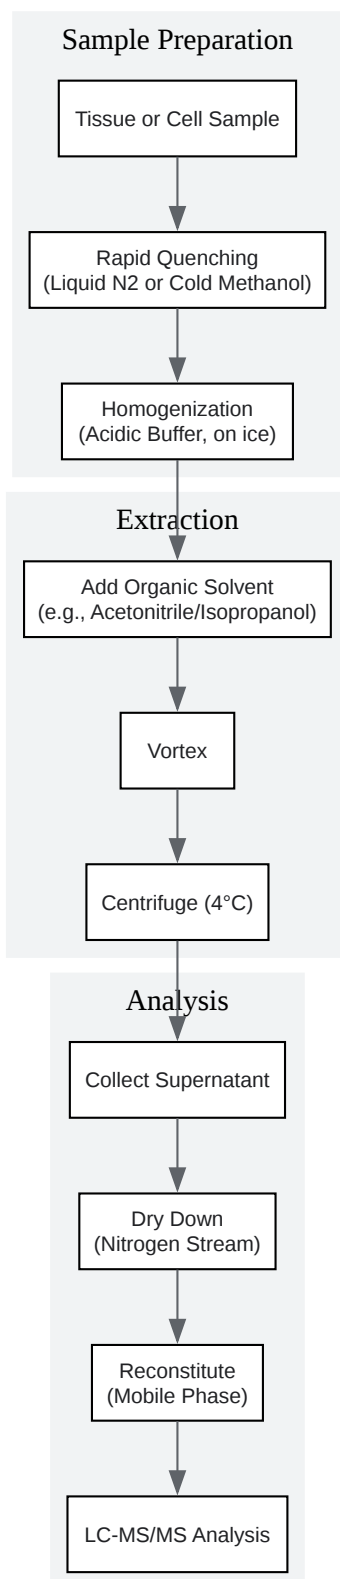 Sample Preparation
Tissue or Cell Sample
Rapid Quenching
(Liquid N2 or Cold Methanol)
Homogenization
(Acidic Buffer, on ice)
Extraction
Add Organic Solvent
(e.g., Acetonitrile/Isopropanol)
Vortex
Centrifuge (4°C)
Analysis
Collect Supernatant
Dry Down
(Nitrogen Stream)
Reconstitute
(Mobile Phase)
LC-MS/MS Analysis